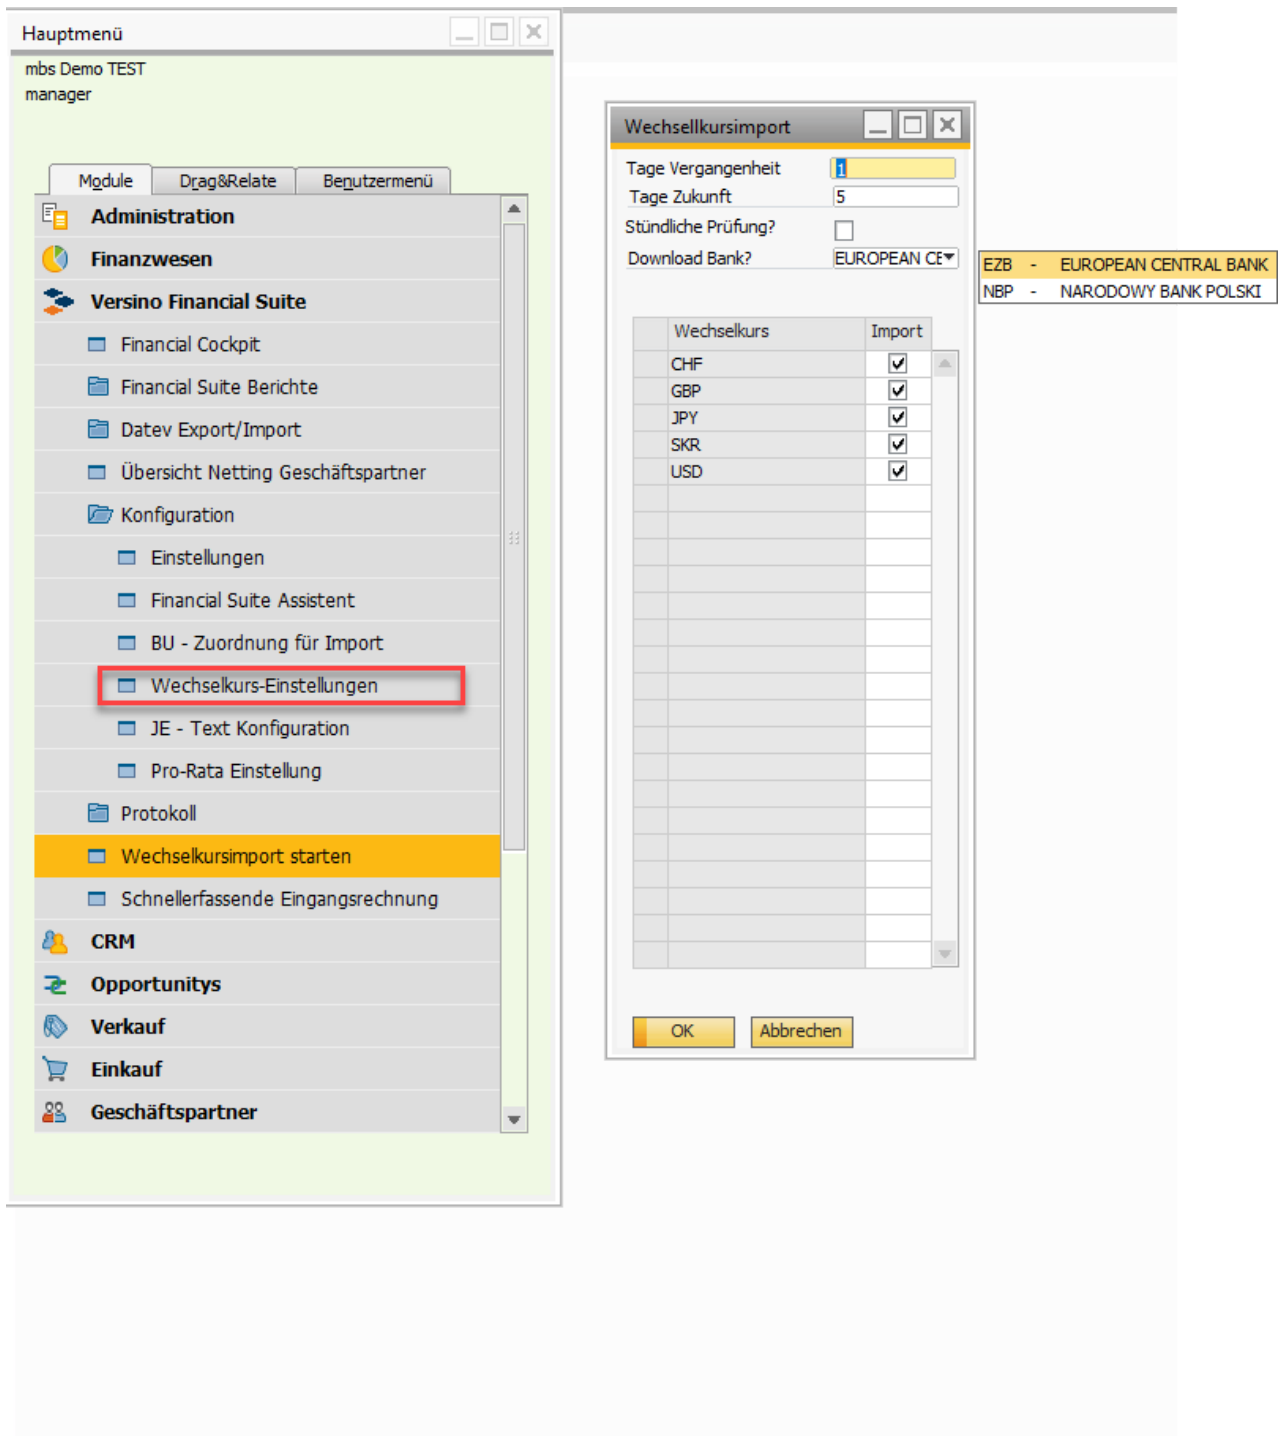 Hauptmenü
mbs Demo TEST
manager
Module Drag&Relate Benutzermenü
Administration
Finanzwesen
Versino Financial Suite
Financial Cockpit
Financial Suite Berichte
Datev Export/Import
Übersicht Netting Geschäftspartner
Konfiguration
Einstellungen
Financial Suite Assistent
BU - Zuordnung für Import
Wechselkurs-Einstellungen
JE - Text Konfiguration
Pro-Rata Einstellung
Protokoll
Wechselkursimport starten
Schnellerfassende Eingangsrechnung
CRM
Opportunitys
Verkauf
Einkauf
Geschäftspartner
Wechsellkursimport
Tage Vergangenheit 1
Tage Zukunft 5
Stündliche Prüfung?
Download Bank? EUROPEAN CE
EZB - EUROPEAN CENTRAL BANK
NBP - NARODOWY BANK POLSKI
Wechselkurs Import
CHF
GBP
JPY
SKR
USD
OK Abbrechen